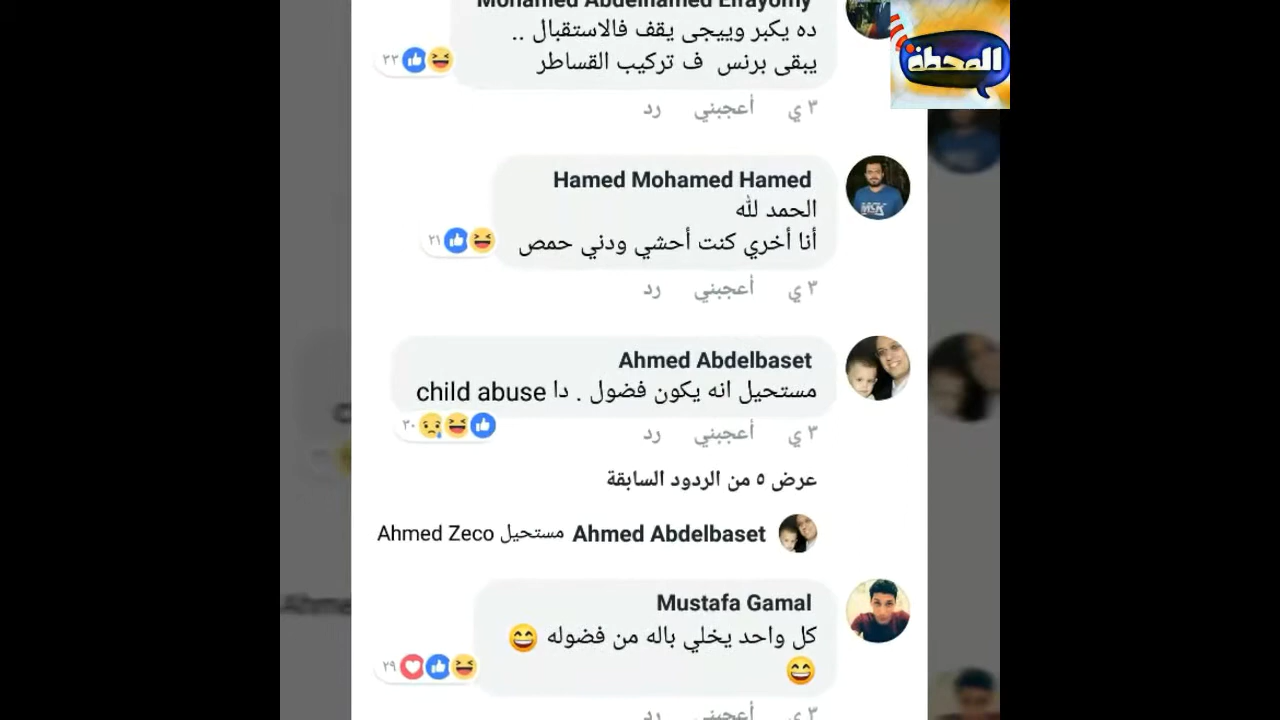 Mohamed Abdelhamed Elfayomy
ده يكبر وييجى يقف فالاستقبال ..
يبقى برنس ف تركيب القساطر
٣٣
٣ ي أعجبني رد
المحطة
Hamed Mohamed Hamed
الحمد لله
أنا أخري كنت أحشي ودني حمص
٢١
٣ ي أعجبني رد
Ahmed Abdelbaset
مستحيل انه يكون فضول . دا child abuse
٣٠
٣ ي أعجبني رد
عرض ٥ من الردود السابقة
Ahmed Abdelbaset مستحيل Ahmed Zeco
Mustafa Gamal
كل واحد يخلي باله من فضوله 😄
😄
٢٩
٣ ي أعجبني رد